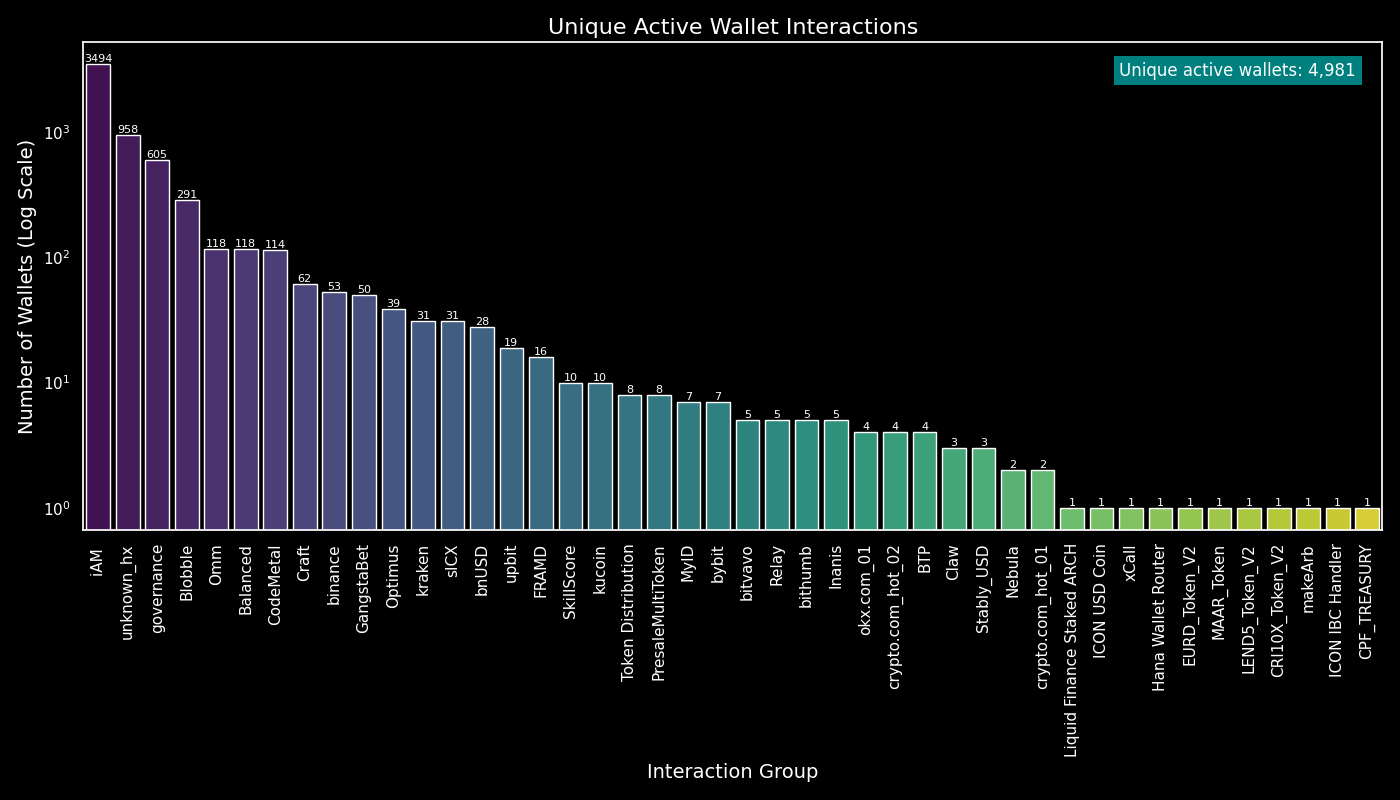 Unique Active Wallet Interactions
Unique active wallets: 4,981
Number of Wallets (Log Scale)
10³
10²
10¹
10⁰
3494
958
605
291
118
118
114
62
53
50
39
31
31
28
19
16
10
10
8
8
7
7
5
5
5
5
4
4
4
3
3
2
2
1
1
1
1
1
1
1
1
1
1
1
iAM
unknown_hx
governance
Blobble
Omm
Balanced
CodeMetal
Craft
binance
GangstaBet
Optimus
kraken
sICX
bnUSD
upbit
FRAMD
SkillScore
kucoin
Token Distribution
PresaleMultiToken
MyID
bybit
bitvavo
Relay
bithumb
Inanis
okx.com_01
crypto.com_hot_02
BTP
Claw
Stably_USD
Nebula
crypto.com_hot_01
Liquid Finance Staked ARCH
ICON USD Coin
xCall
Hana Wallet Router
EURD_Token_V2
MAAR_Token
LEND5_Token_V2
CRI10X_Token_V2
makeArb
ICON IBC Handler
CPF_TREASURY
Interaction Group